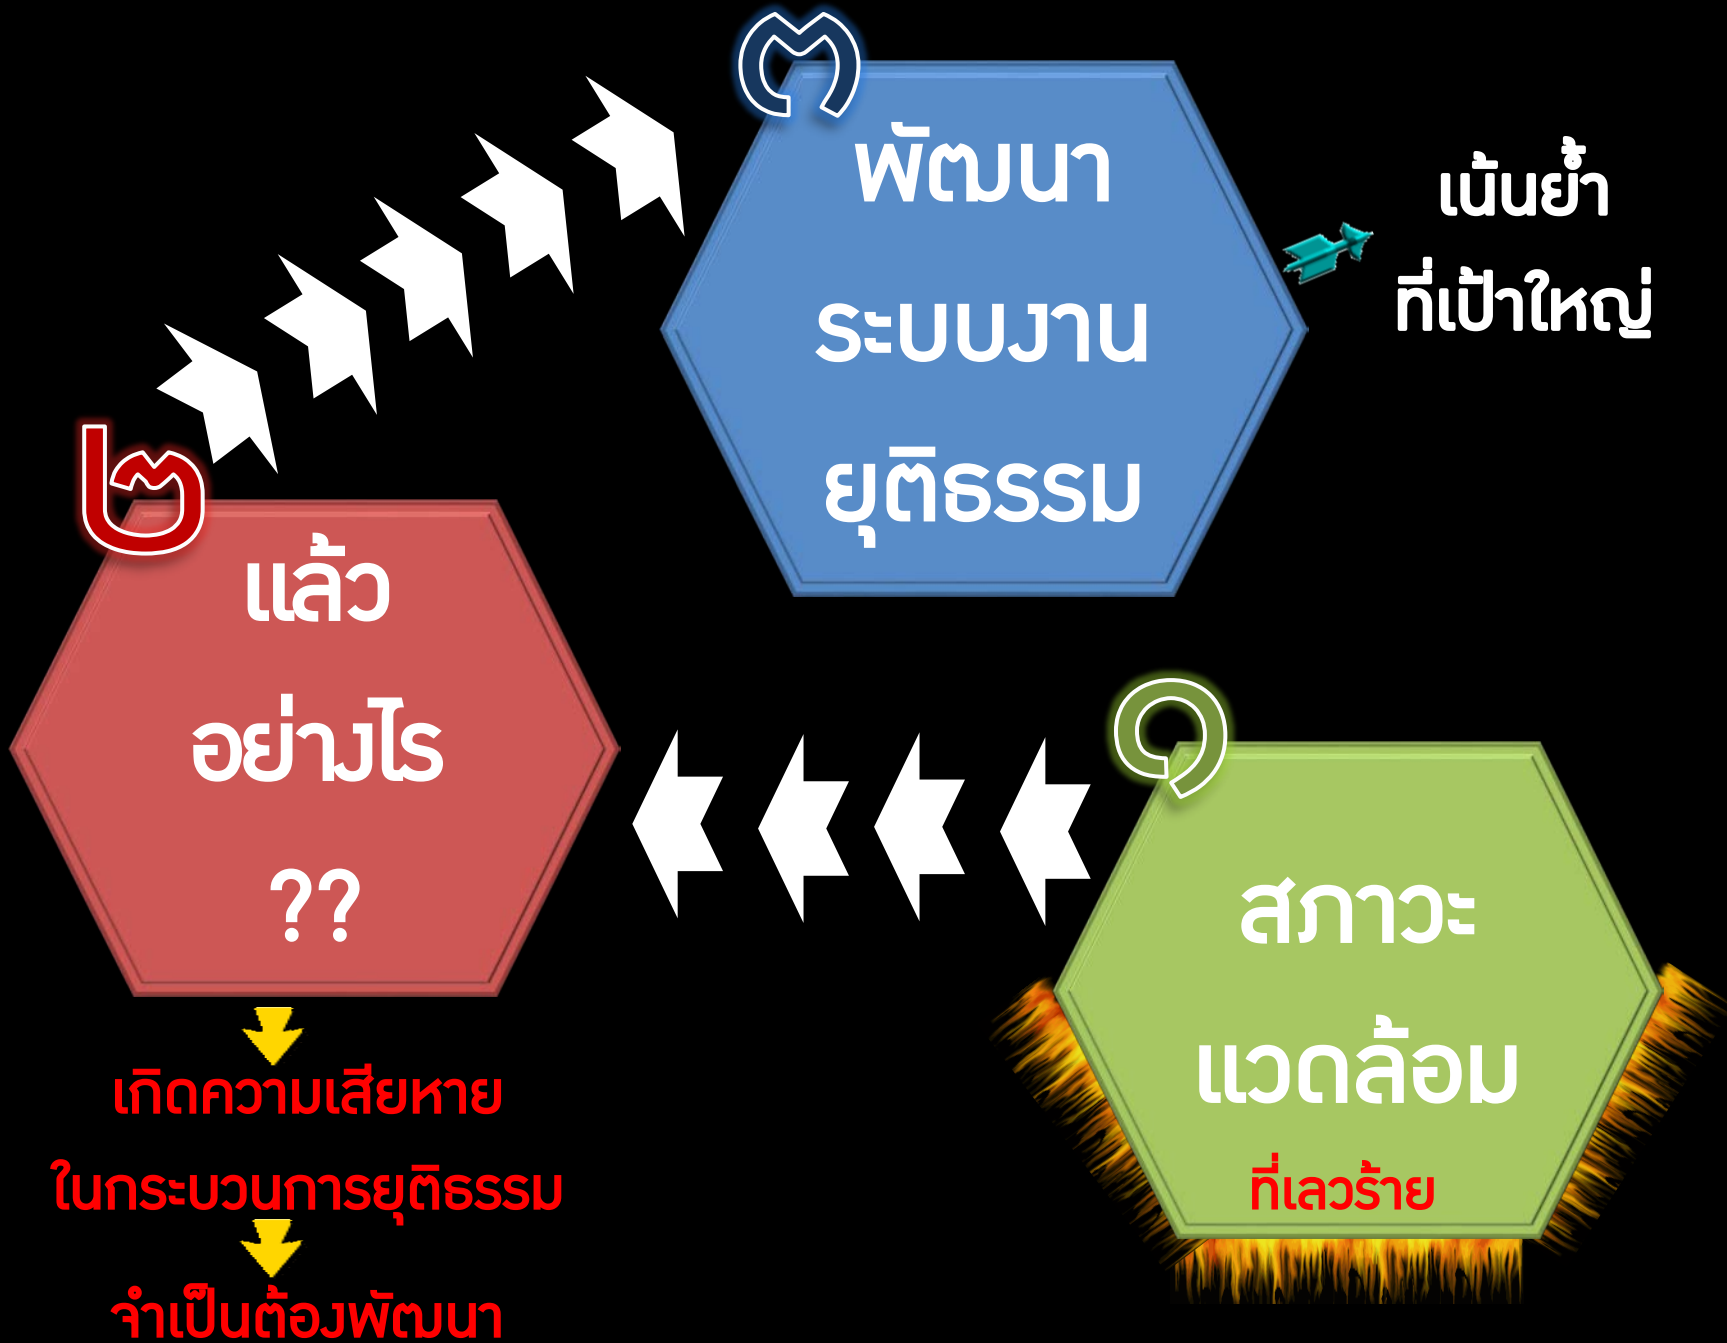 ๓
พัฒนา
ระบบงาน
ยุติธรรม
เน้นย้ำ
ที่เป้าใหญ่
๒
แล้ว
อย่างไร
??
เกิดความเสียหาย
ในกระบวนการยุติธรรม
จำเป็นต้องพัฒนา
๑
สภาวะ
แวดล้อม
ที่เลวร้าย